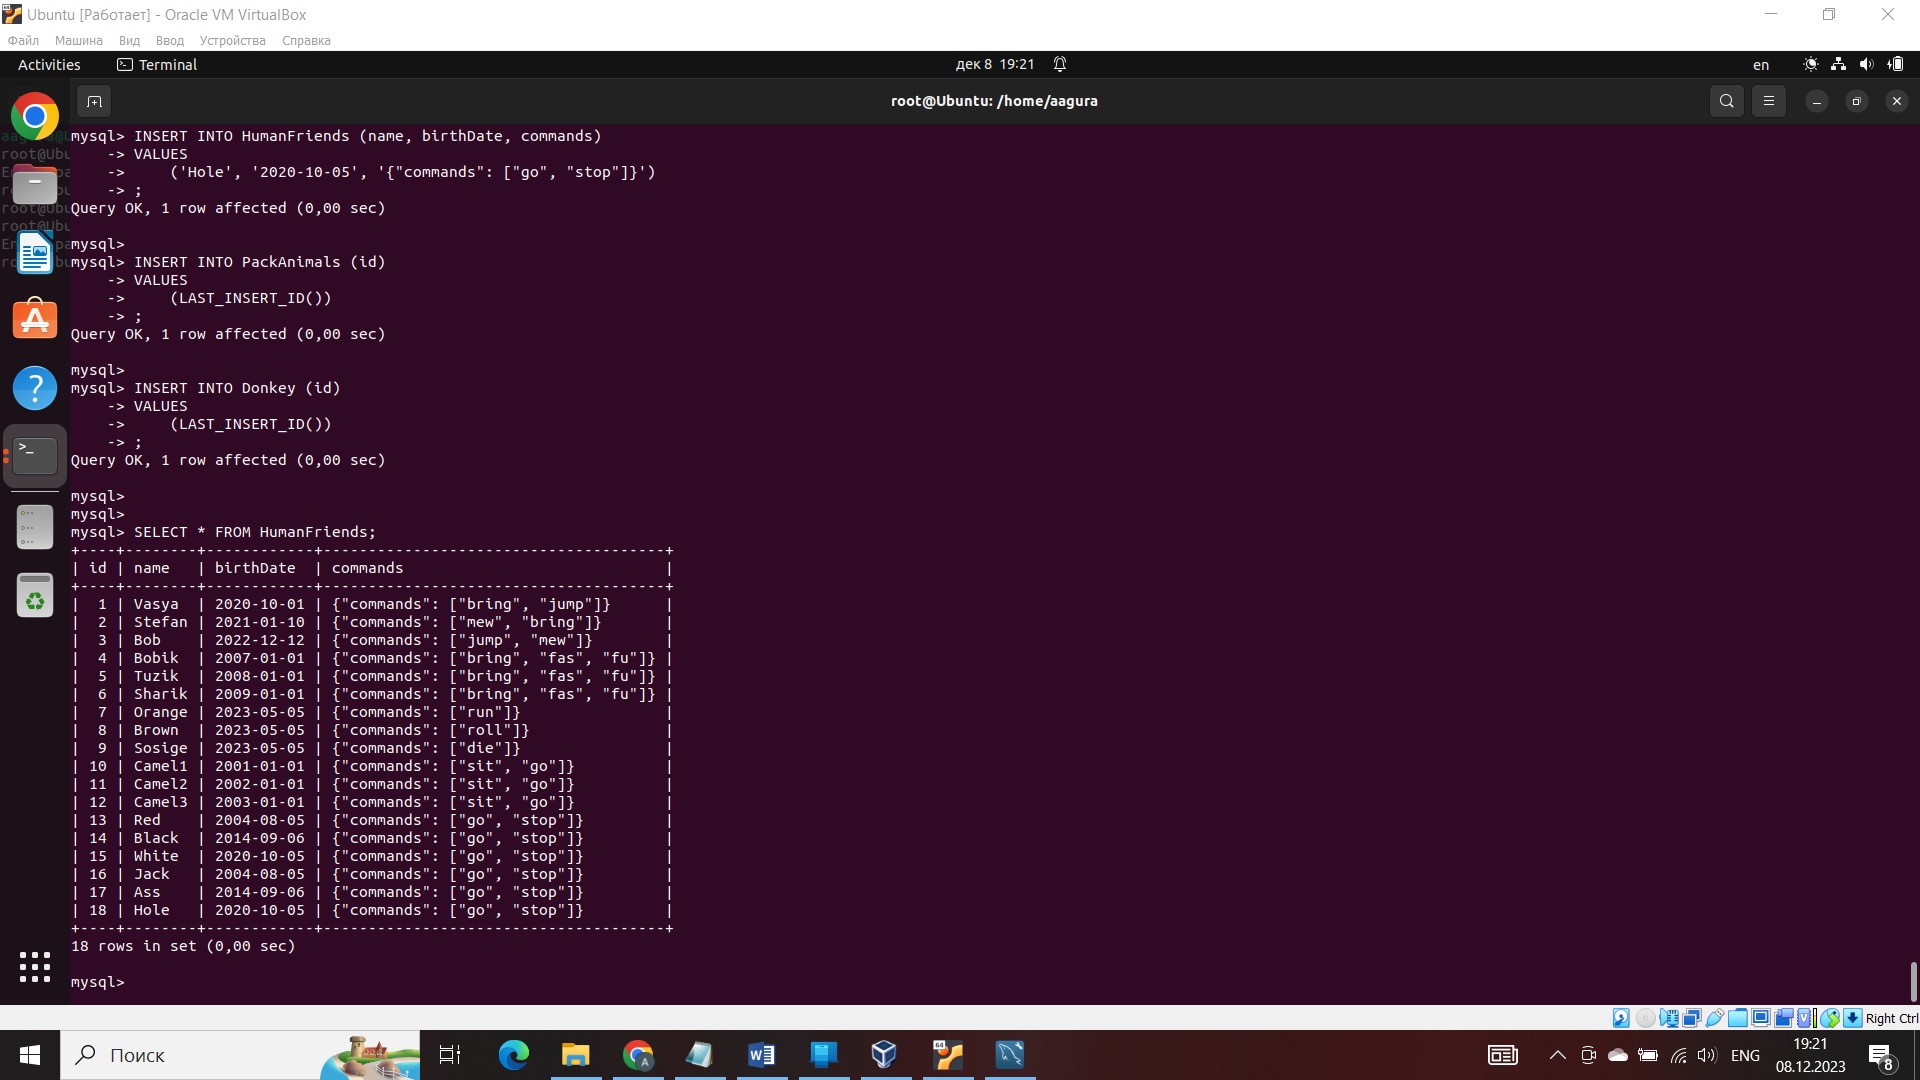 Ubuntu [Работает] - Oracle VM VirtualBox
Файл Машина Вид Ввод Устройства Справка
Activities Terminal дек 8 19:21 en
root@Ubuntu: /home/aagura
mysql> INSERT INTO HumanFriends (name, birthDate, commands)
    -> VALUES
    ->     ('Hole', '2020-10-05', '{"commands": ["go", "stop"]}')
    -> ;
Query OK, 1 row affected (0,00 sec)
mysql>
mysql> INSERT INTO PackAnimals (id)
    -> VALUES
    ->     (LAST_INSERT_ID())
    -> ;
Query OK, 1 row affected (0,00 sec)
mysql>
mysql> INSERT INTO Donkey (id)
    -> VALUES
    ->     (LAST_INSERT_ID())
    -> ;
Query OK, 1 row affected (0,00 sec)
mysql>
mysql>
mysql> SELECT * FROM HumanFriends;
+----+--------+------------+--------------------------------------+
| id | name   | birthDate  | commands                             |
+----+--------+------------+--------------------------------------+
|  1 | Vasya  | 2020-10-01 | {"commands": ["bring", "jump"]}      |
|  2 | Stefan | 2021-01-10 | {"commands": ["mew", "bring"]}       |
|  3 | Bob    | 2022-12-12 | {"commands": ["jump", "mew"]}        |
|  4 | Bobik  | 2007-01-01 | {"commands": ["bring", "fas", "fu"]} |
|  5 | Tuzik  | 2008-01-01 | {"commands": ["bring", "fas", "fu"]} |
|  6 | Sharik | 2009-01-01 | {"commands": ["bring", "fas", "fu"]} |
|  7 | Orange | 2023-05-05 | {"commands": ["run"]}                |
|  8 | Brown  | 2023-05-05 | {"commands": ["roll"]}               |
|  9 | Sosige | 2023-05-05 | {"commands": ["die"]}                |
| 10 | Camel1 | 2001-01-01 | {"commands": ["sit", "go"]}          |
| 11 | Camel2 | 2002-01-01 | {"commands": ["sit", "go"]}          |
| 12 | Camel3 | 2003-01-01 | {"commands": ["sit", "go"]}          |
| 13 | Red    | 2004-08-05 | {"commands": ["go", "stop"]}         |
| 14 | Black  | 2014-09-06 | {"commands": ["go", "stop"]}         |
| 15 | White  | 2020-10-05 | {"commands": ["go", "stop"]}         |
| 16 | Jack   | 2004-08-05 | {"commands": ["go", "stop"]}         |
| 17 | Ass    | 2014-09-06 | {"commands": ["go", "stop"]}         |
| 18 | Hole   | 2020-10-05 | {"commands": ["go", "stop"]}         |
+----+--------+------------+--------------------------------------+
18 rows in set (0,00 sec)
mysql>
Right Ctrl
Поиск
ENG
19:21
08.12.2023
8